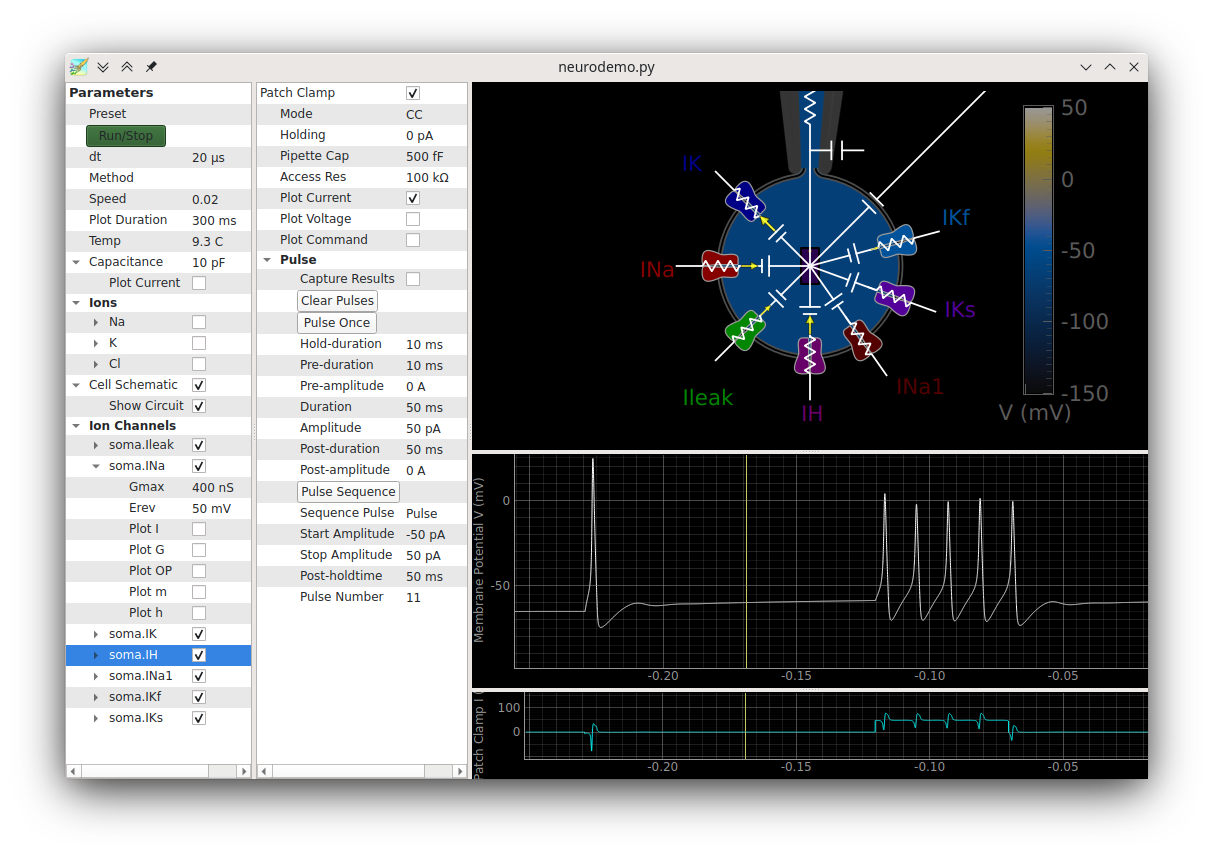 neurodemo.py
Parameters
Preset
Run/Stop
dt 20 µs
Method
Speed 0.02
Plot Duration 300 ms
Temp 9.3 C
Capacitance 10 pF
Plot Current
Ions
Na
K
Cl
Cell Schematic
Show Circuit
Ion Channels
soma.Ileak
soma.INa
Gmax 400 nS
Erev 50 mV
Plot I
Plot G
Plot OP
Plot m
Plot h
soma.IK
soma.IH
soma.INa1
soma.IKf
soma.IKs
Patch Clamp
Mode CC
Holding 0 pA
Pipette Cap 500 fF
Access Res 100 kΩ
Plot Current
Plot Voltage
Plot Command
Pulse
Capture Results
Clear Pulses
Pulse Once
Hold-duration 10 ms
Pre-duration 10 ms
Pre-amplitude 0 A
Duration 50 ms
Amplitude 50 pA
Post-duration 50 ms
Post-amplitude 0 A
Pulse Sequence
Sequence Pulse Pulse
Start Amplitude -50 pA
Stop Amplitude 50 pA
Post-holdtime 50 ms
Pulse Number 11
IK
IKf
INa
IKs
INa1
Ileak
IH
50
0
-50
-100
-150
V (mV)
Membrane Potential V (mV)
0
-50
-0.20 -0.15 -0.10 -0.05
Patch Clamp I
100
0
-0.20 -0.15 -0.10 -0.05